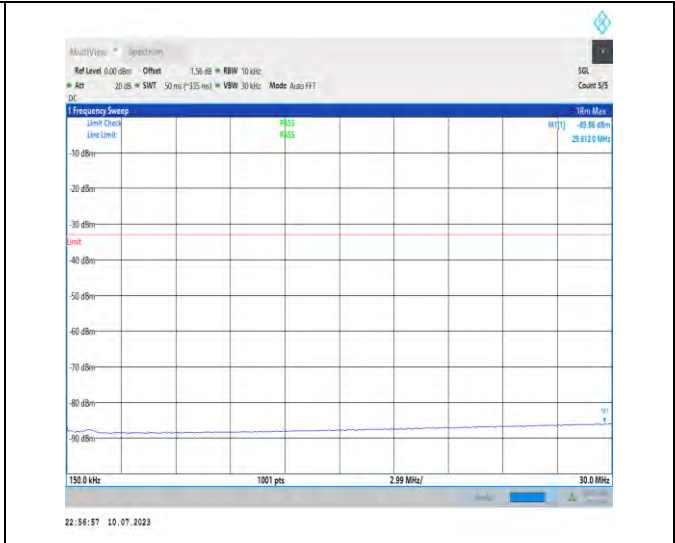 MultiView Spectrum
Ref Level 0.00 dBm Offset 1.56 dB RBW 10 kHz SGL
Att 20 dB SWT 50 ms (~335 ms) VBW 30 kHz Mode Auto FFT Count 5/5
DC
1 Frequency Sweep 1Rm Max
Limit Check PASS M1[1] dBm
Line Limit PASS 29.6120 MHz
-10 dBm
-20 dBm
-30 dBm
Limit
-40 dBm
-50 dBm
-60 dBm
-70 dBm
-80 dBm
M1
-90 dBm
150.0 kHz 1001 pts 2.99 MHz/ 30.0 MHz
22:56:57 10.07.2023